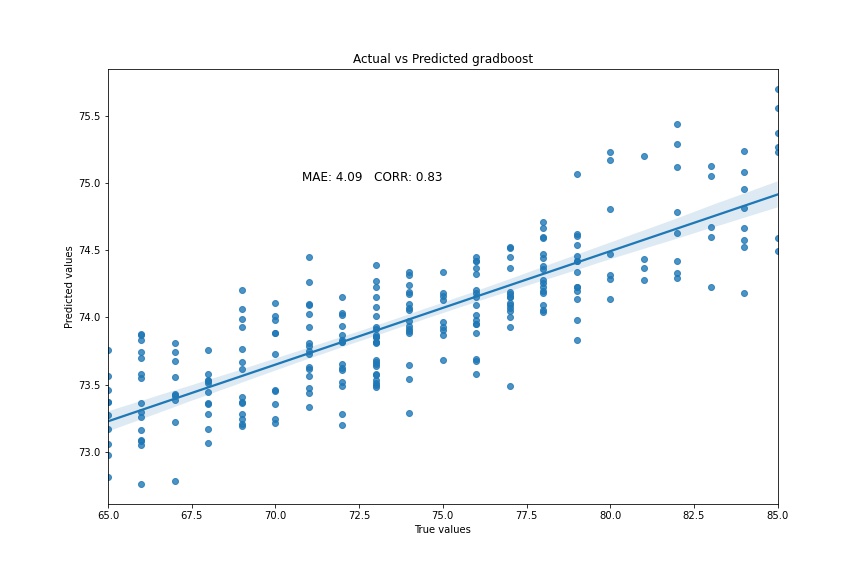 Actual vs Predicted gradboost
75.5
75.0
MAE: 4.09   CORR: 0.83
74.5
Predicted values
74.0
73.5
73.0
65.0 67.5 70.0 72.5 75.0 77.5 80.0 82.5 85.0
True values